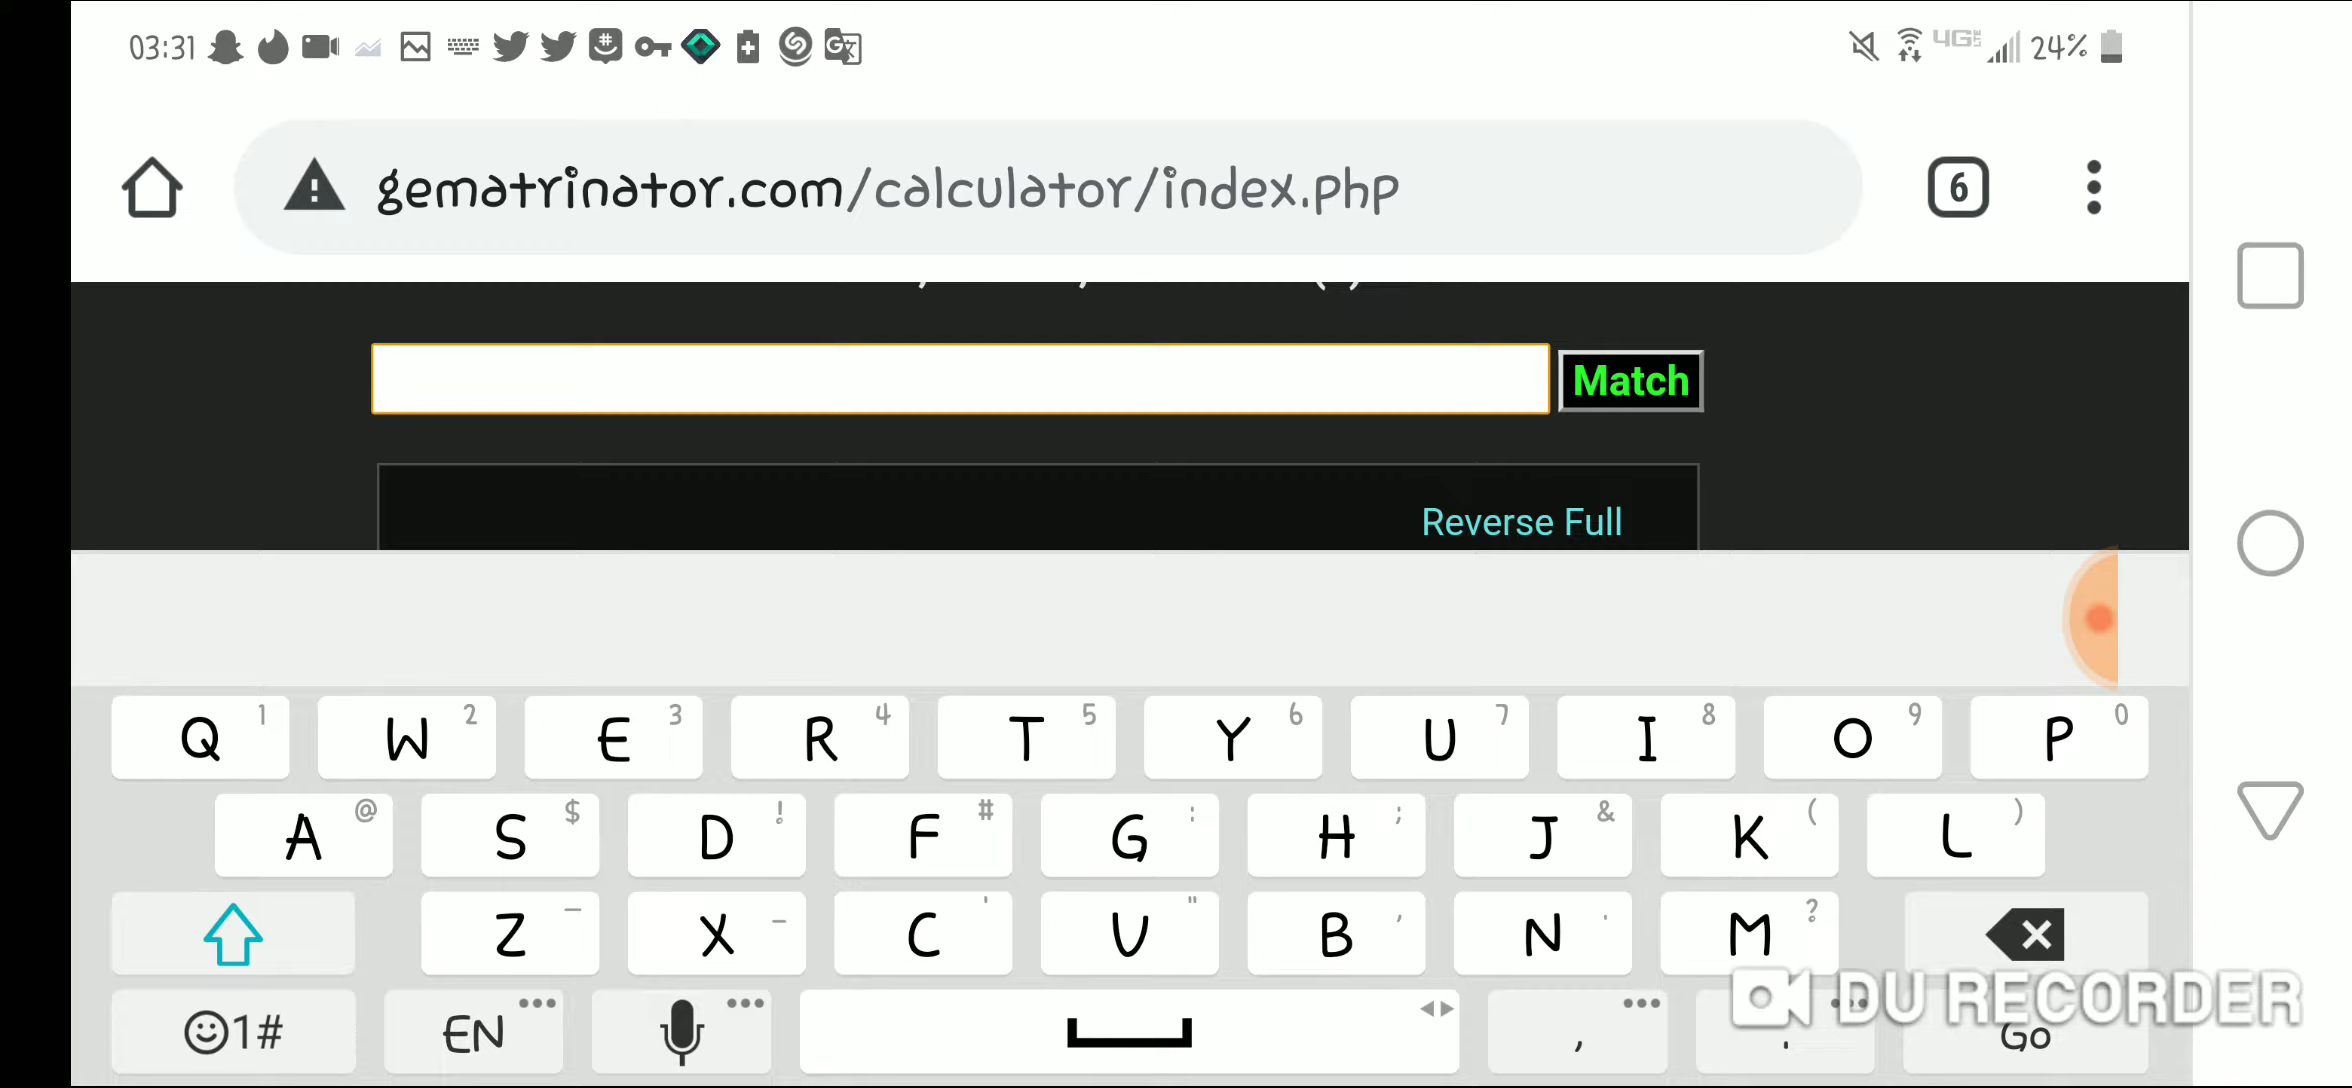 03:31 4G 24%
gematrinator.com/calculator/index.php 6
Match
Reverse Full
Q 1 W 2 E 3 R 4 T 5 Y 6 U 7 I 8 O 9 P 0
A @ S $ D ! F # G : H ; J & K ( L )
Z — X - C ' V " B , N . M ?
☺1# EN , . Go
DU RECORDER